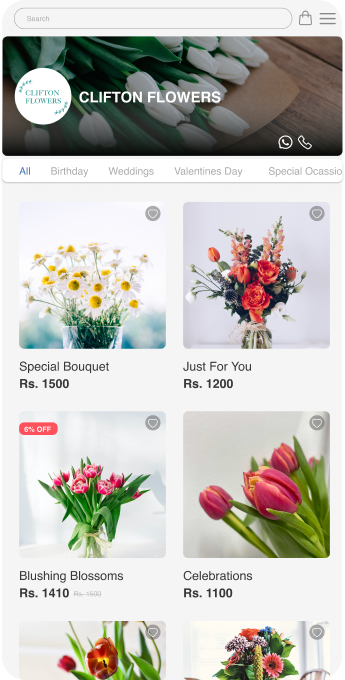 Search
CLIFTON
FLOWERS
CLIFTON FLOWERS
All Birthday Weddings Valentines Day Special Ocassio
Special Bouquet
Rs. 1500
Just For You
Rs. 1200
6% OFF
Blushing Blossoms
Rs. 1410 Rs. 1500
Celebrations
Rs. 1100